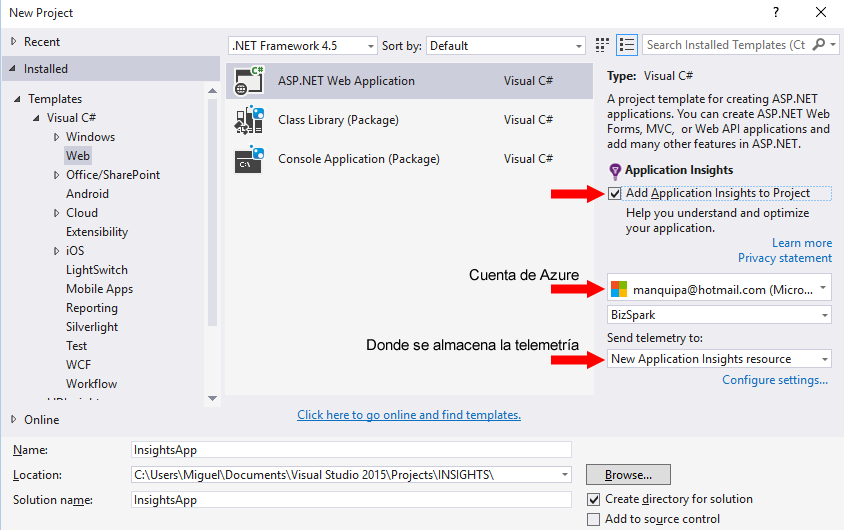 New Project
?
Recent
Installed
Templates
Visual C#
Windows
Web
Office/SharePoint
Android
Cloud
Extensibility
iOS
LightSwitch
Mobile Apps
Reporting
Silverlight
Test
WCF
Workflow
Online
.NET Framework 4.5
Sort by:
Default
ASP.NET Web Application
Visual C#
C#
Class Library (Package)
Visual C#
Console Application (Package)
Visual C#
C:\
Click here to go online and find templates.
Search Installed Templates (Ct
Type: Visual C#
A project template for creating ASP.NET
applications. You can create ASP.NET Web
Forms, MVC, or Web API applications and
add many other features in ASP.NET.
Application Insights
Add Application Insights to Project
Help you understand and optimize
your application.
Learn more
Privacy statement
Cuenta de Azure
manquipa@hotmail.com (Micro...
BizSpark
Send telemetry to:
Donde se almacena la telemetría
New Application Insights resource
Configure settings...
Name:
InsightsApp
Location:
C:\Users\Miguel\Documents\Visual Studio 2015\Projects\INSIGHTS\
Browse...
Solution name:
InsightsApp
Create directory for solution
Add to source control